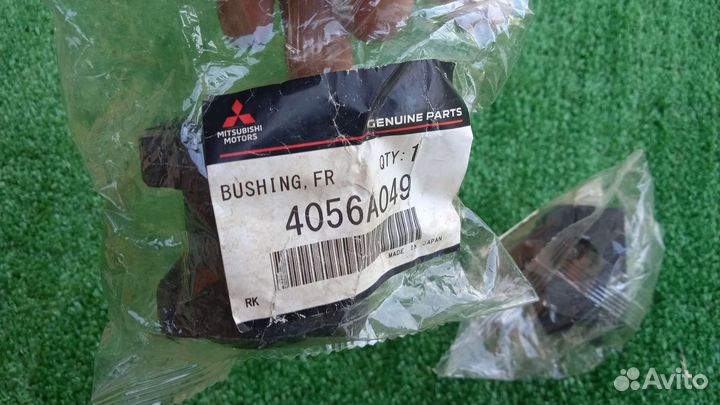 MITSUBISHI
MOTORS
GENUINE PARTS
BUSHING, FR
QTY: 1
4056A049
MADE IN JAPAN
RK
Avito